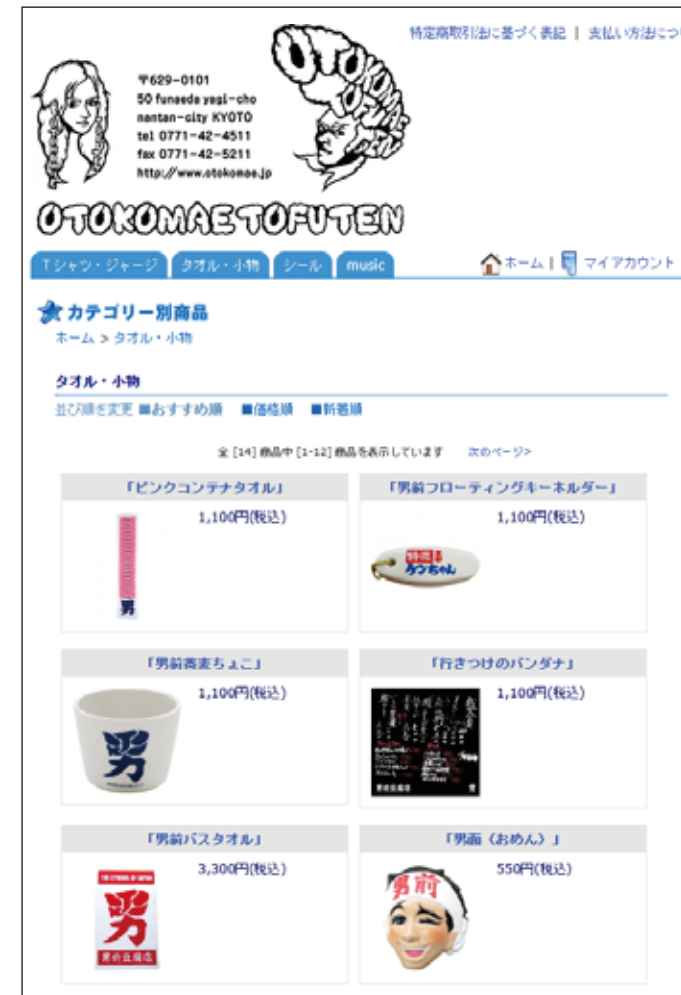 特定商取引法に基づく表記 | 支払い方法につ
〒629-0101
50 funaeda yagi-cho
nantan-city KYOTO
tel 0771-42-4511
fax 0771-42-5211
http://www.otokomae.jp
OTOKOMAE TOFUTEN
Tシャツ・ジャージ タオル・小物 シール music
ホーム | マイアカウント
カテゴリー別商品
ホーム > タオル・小物
タオル・小物
並び順を変更 ■おすすめ順 ■価格順 ■新着順
全 [14] 商品中 [1-12] 商品を表示しています 次のページ>
「ピンクコンテナタオル」 「男前フローティングキーホルダー」
1,100円(税込) 1,100円(税込)
男
ケンちゃん
「男前蕎麦ちょこ」 「行きつけのバンダナ」
1,100円(税込) 1,100円(税込)
男
「男前バスタオル」 「男面（おめん）」
3,300円(税込) 550円(税込)
男
男前豆腐店
男前